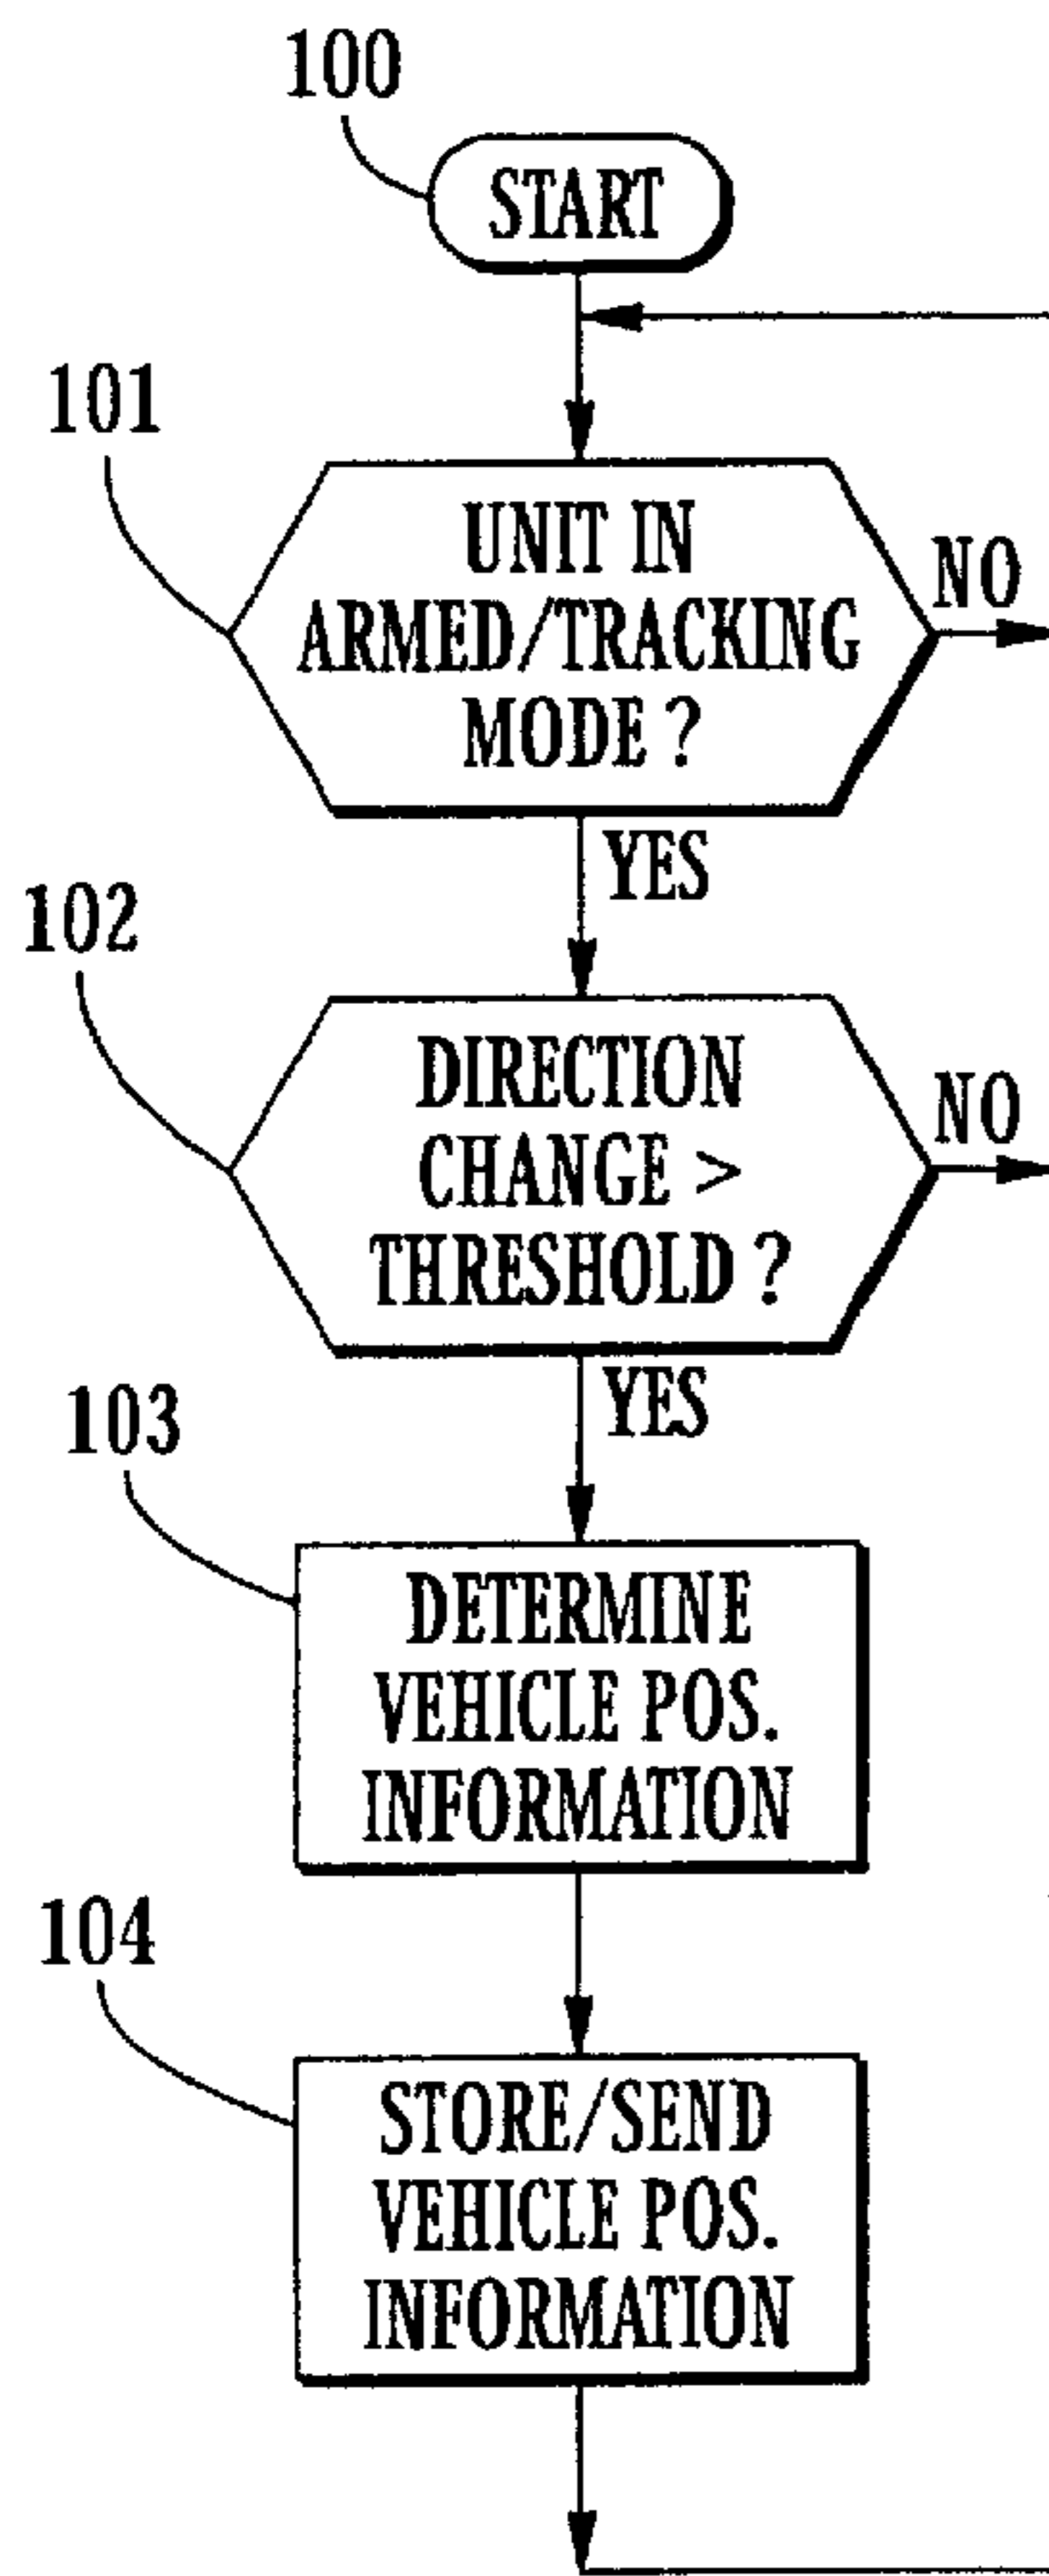 100
START
101
UNIT IN
ARMED/TRACKING
MODE ?
NO
YES
102
DIRECTION
CHANGE >
THRESHOLD ?
NO
YES
103
DETERMINE
VEHICLE POS.
INFORMATION
104
STORE/SEND
VEHICLE POS.
INFORMATION